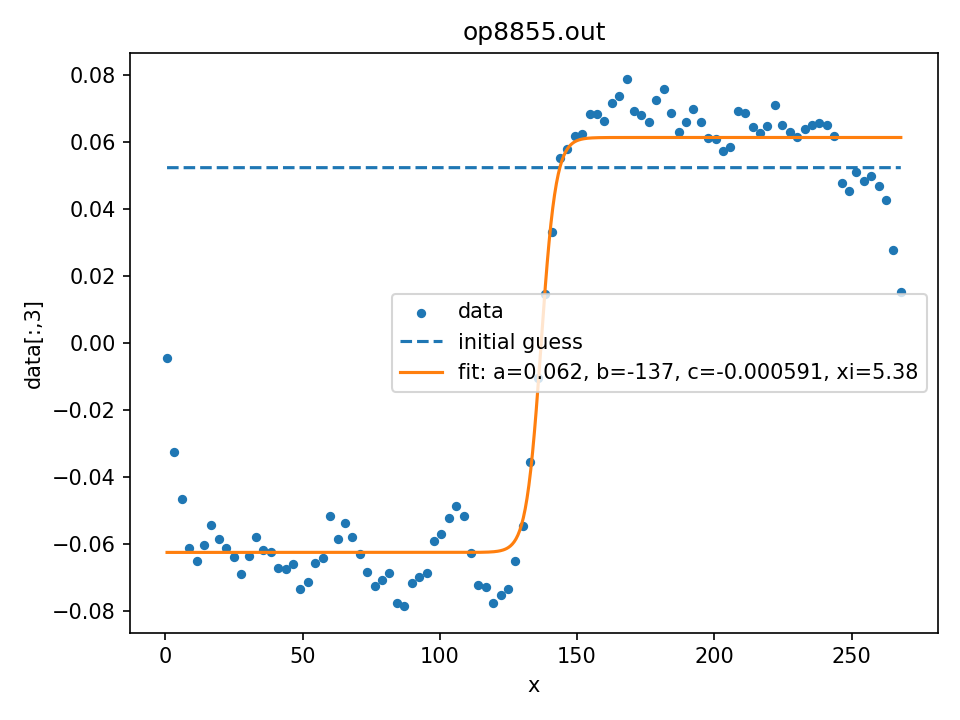 op8855.out
0.08
0.06
0.04
0.02
0.00
−0.02
−0.04
−0.06
−0.08
data[:,3]
data
initial guess
fit: a=0.062, b=-137, c=-0.000591, xi=5.38
0 50 100 150 200 250
x